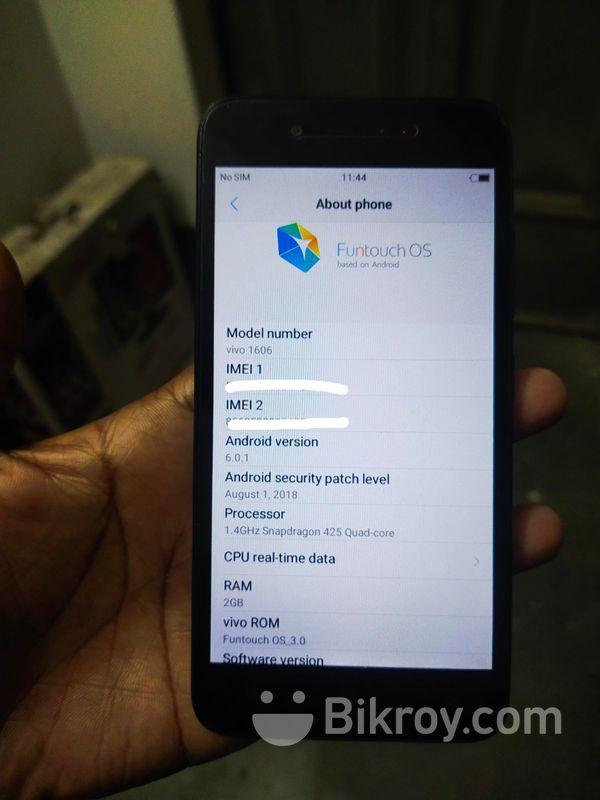 No SIM 11:44
About phone
Funtouch OS
based on Android
Model number
vivo 1606
IMEI 1
IMEI 2
Android version
6.0.1
Android security patch level
August 1, 2018
Processor
1.4GHz Snapdragon 425 Quad-core
CPU real-time data
RAM
2GB
vivo ROM
Funtouch OS_3.0
Software version
Bikroy.com